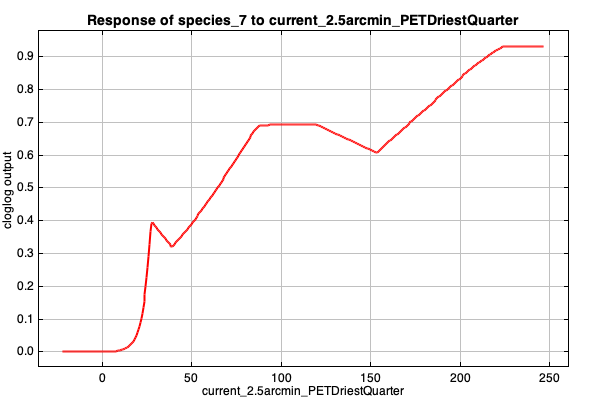 Response of species_7 to current_2.5arcmin_PETDriestQuarter
cloglog output
0.9
0.8
0.7
0.6
0.5
0.4
0.3
0.2
0.1
0.0
0 50 100 150 200 250
current_2.5arcmin_PETDriestQuarter